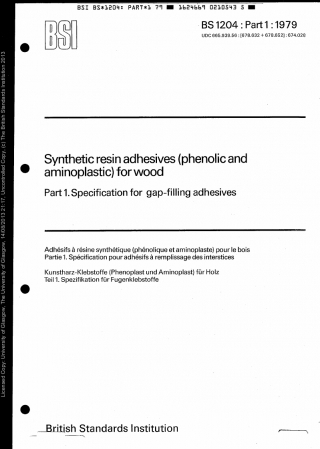 BSI BS*1204: PART*1 79 ■ 1624669 0210543 5 ■
BSI
BS 1204 : Part 1 : 1979
UDC 665.939.56 : [678.632 + 678.652] : 674.028
Synthetic resin adhesives (phenolic and
aminoplastic) for wood
Part 1. Specification for gap-filling adhesives
Adhésifs à résine synthétique (phénolique et aminoplaste) pour le bois
Partie 1. Spécification pour adhésifs à remplissage des interstices
Kunstharz-Klebstoffe (Phenoplast und Aminoplast) für Holz
Teil 1. Spezifikation für Fugenklebstoffe
British Standards Institution
Licensed Copy: University of Glasgow, The University of Glasgow, 14/08/2013 21:17, Uncontrolled Copy, (c) The British Standards Institution 2013